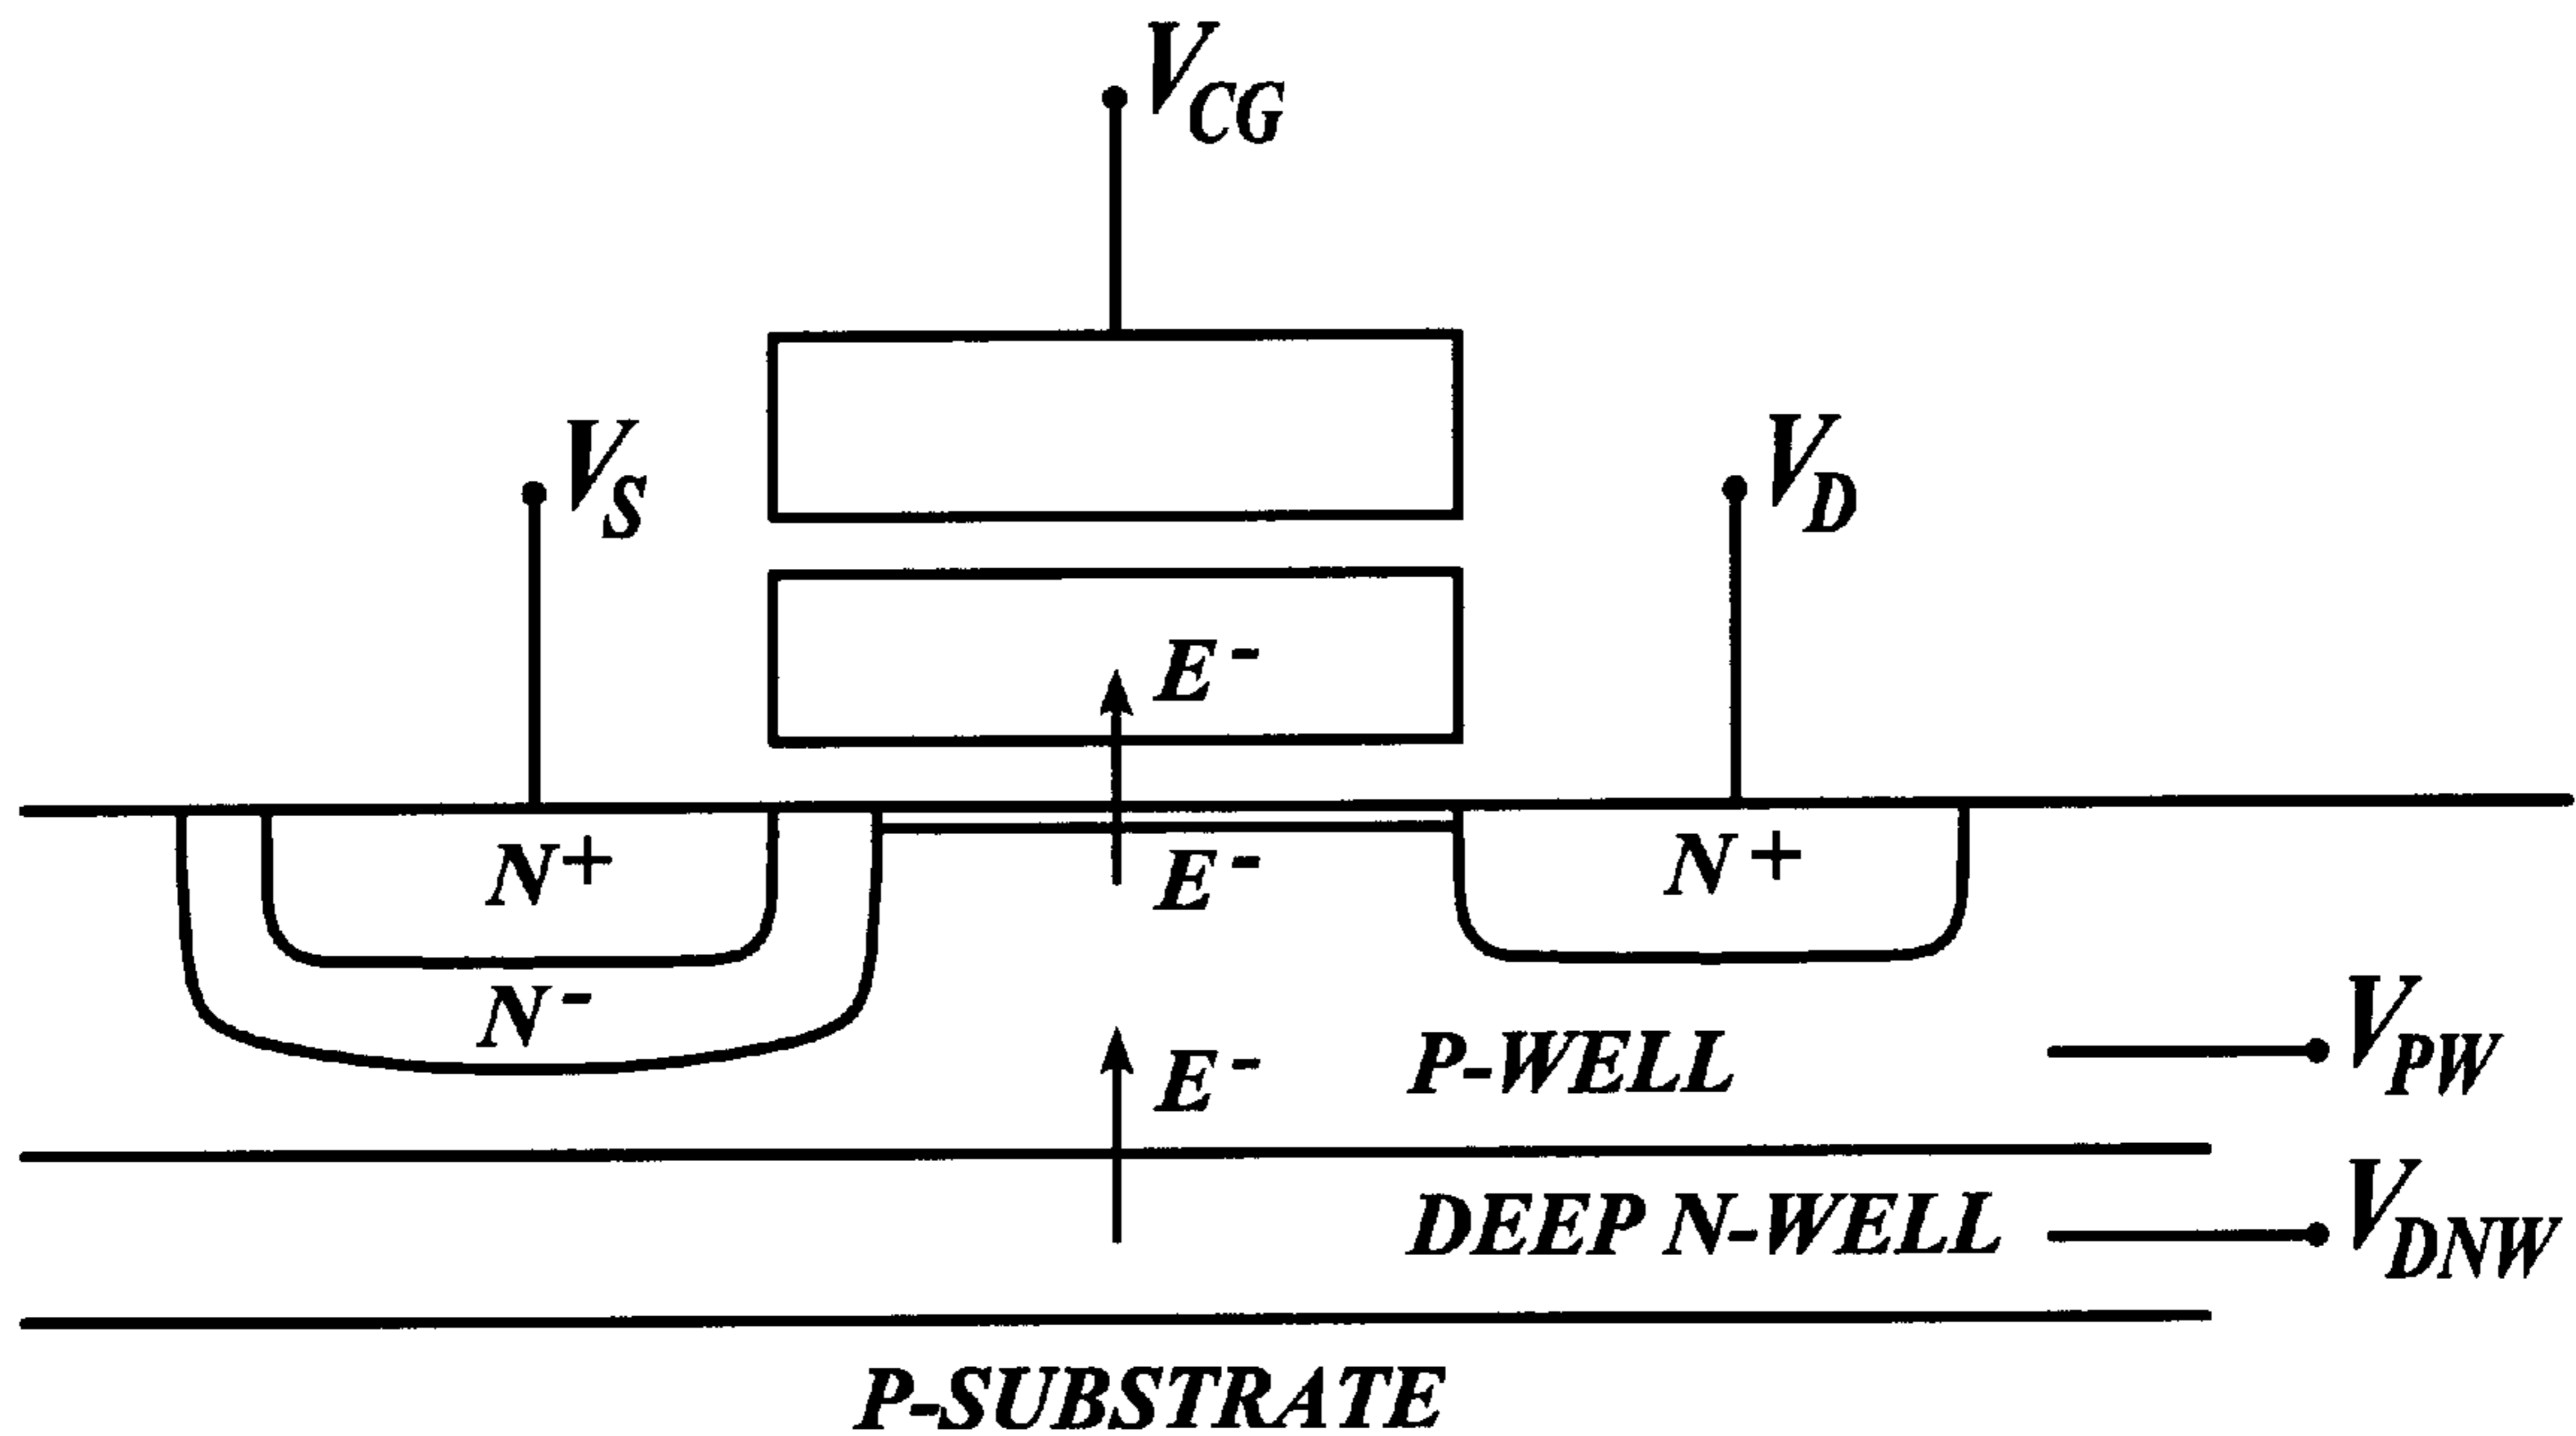 V_CG
V_S
V_D
E-
N+
E-
N+
N-
V_PW
P-WELL
E-
V_DNW
DEEP N-WELL
P-SUBSTRATE